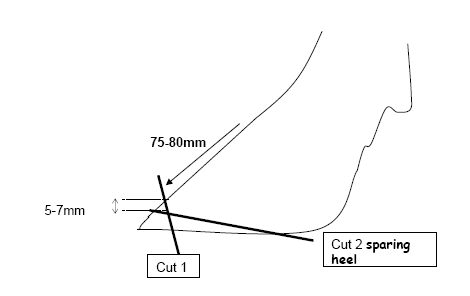 75-80mm
5-7mm
Cut 1
Cut 2 sparing
heel